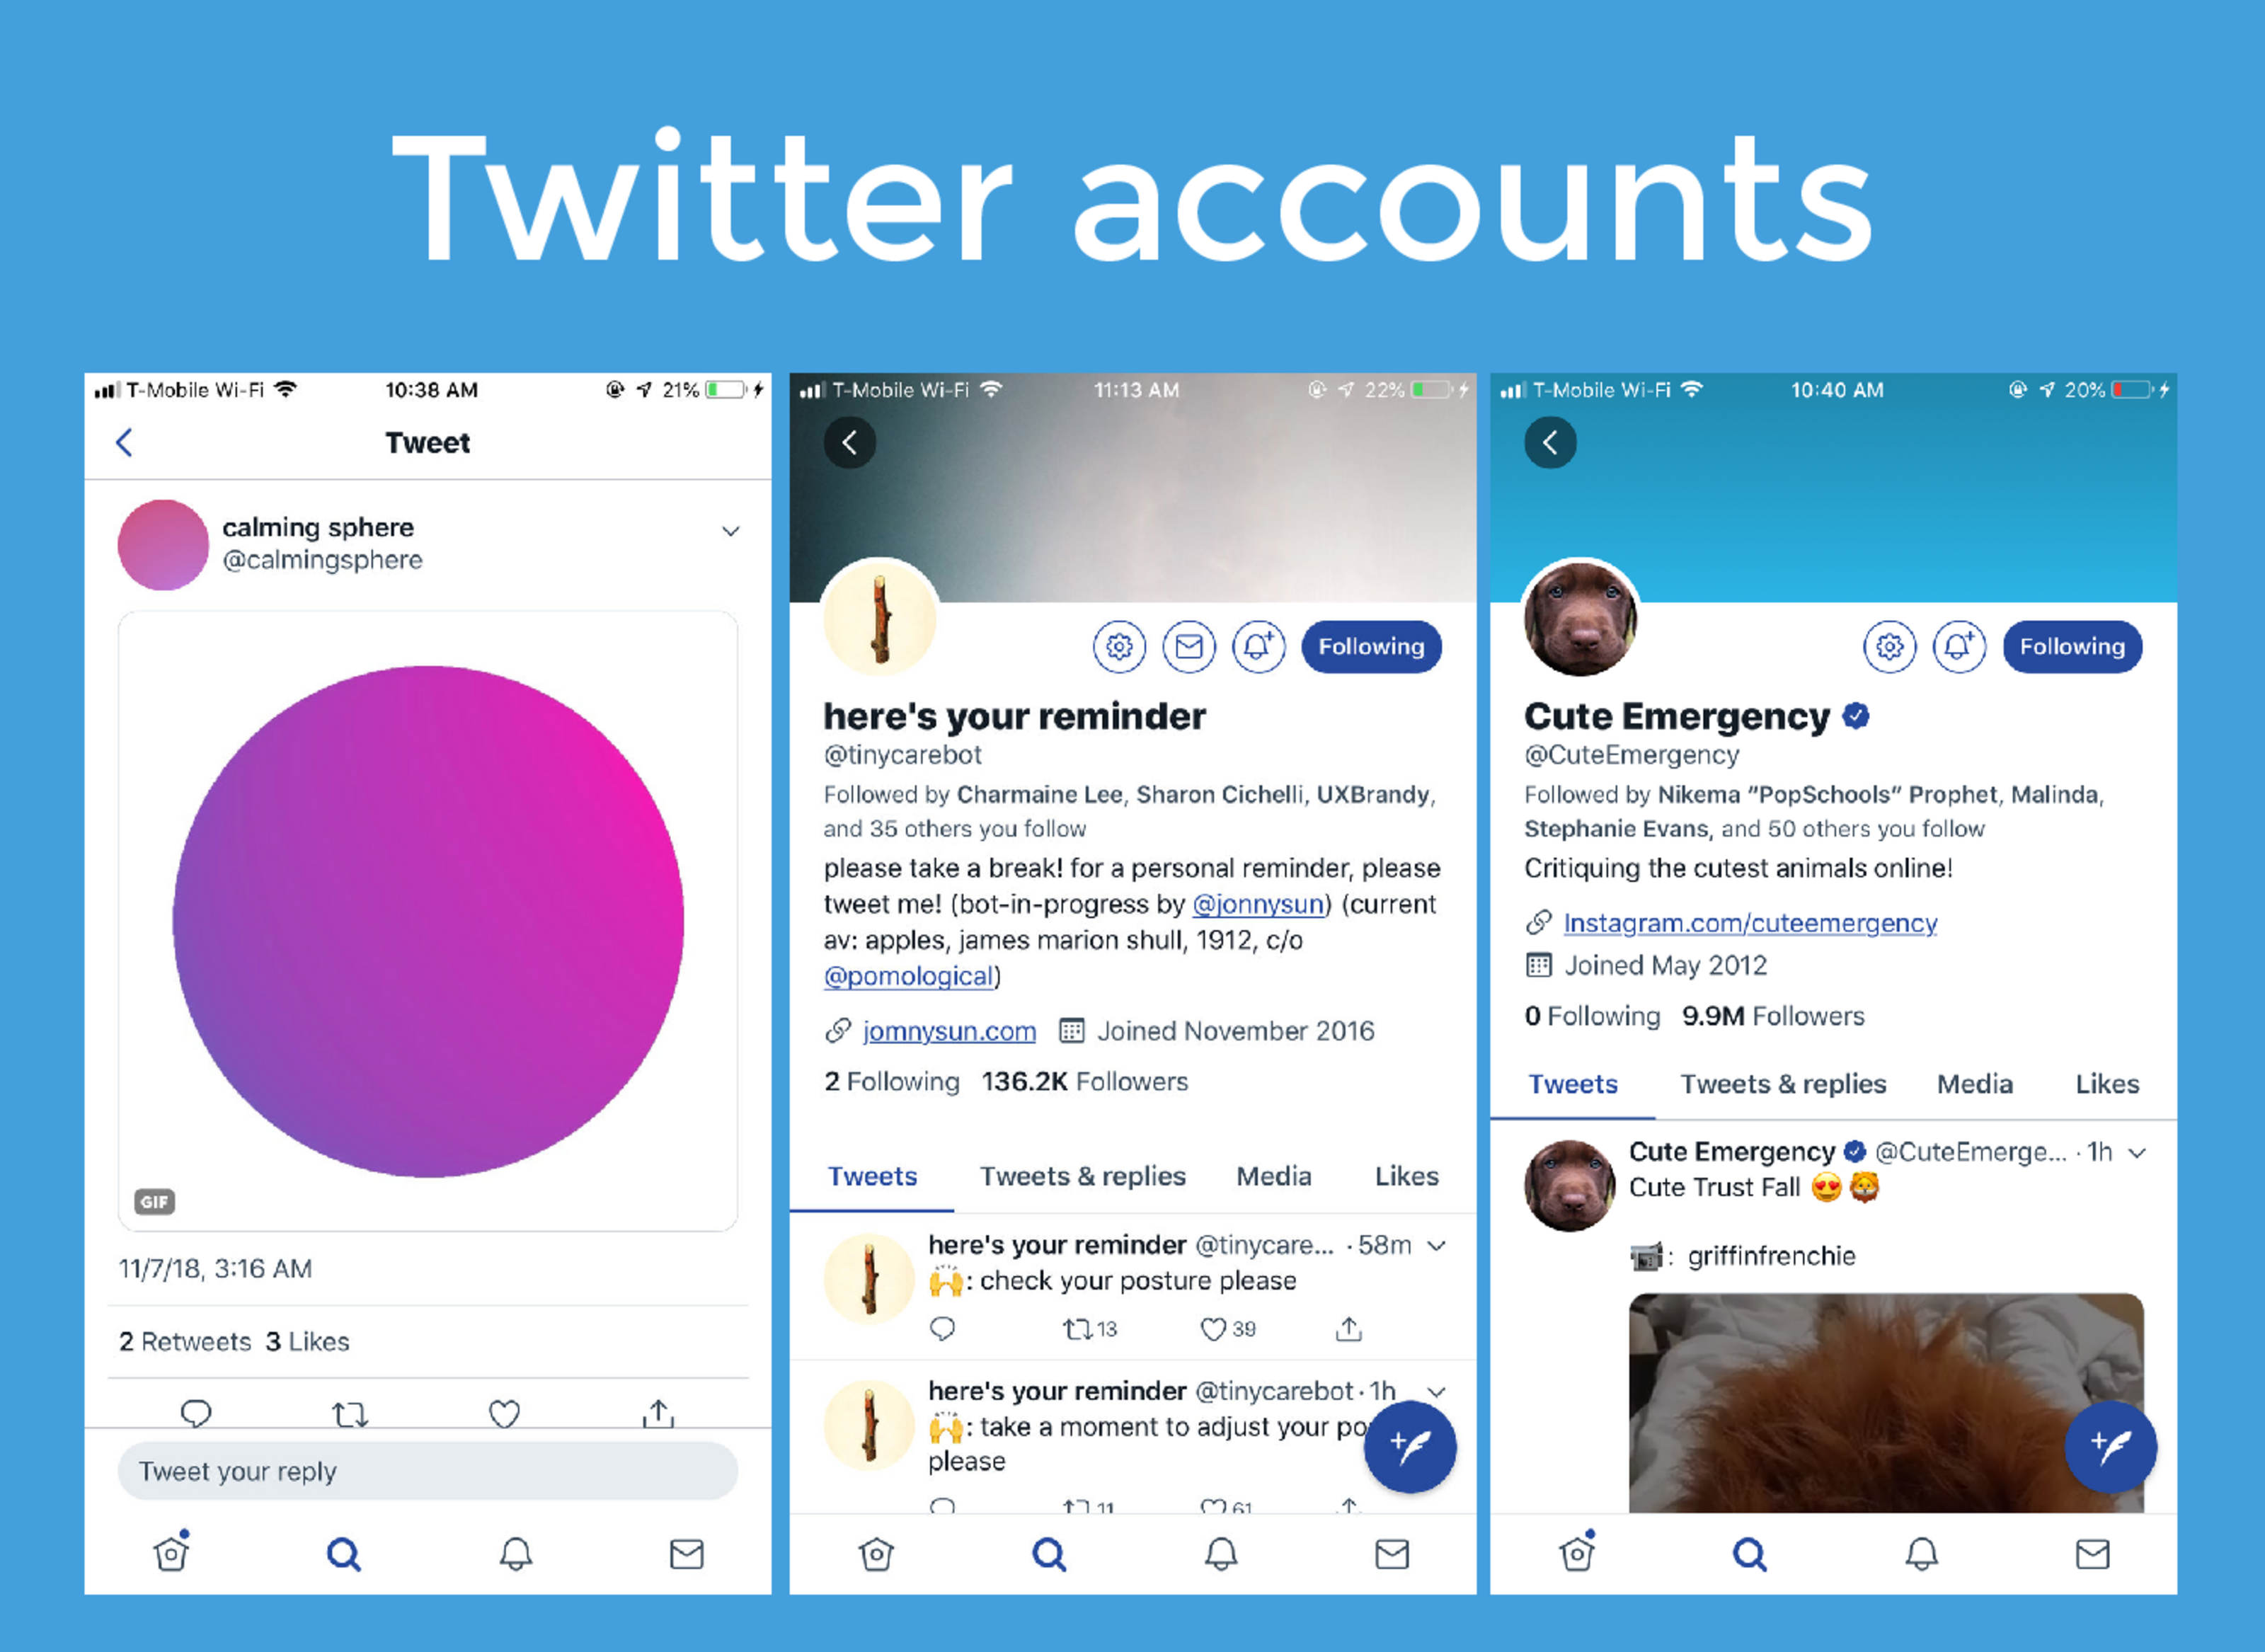 Twitter accounts
T-Mobile Wi-Fi 10:38 AM 21%
Tweet
calming sphere
@calmingsphere
GIF
11/7/18, 3:16 AM
2 Retweets 3 Likes
Tweet your reply
T-Mobile Wi-Fi 11:13 AM 22%
Following
here's your reminder
@tinycarebot
Followed by Charmaine Lee, Sharon Cichelli, UXBrandy,
and 35 others you follow
please take a break! for a personal reminder, please
tweet me! (bot-in-progress by @jonnysun) (current
av: apples, james marion shull, 1912, c/o
@pomological)
jomnysun.com Joined November 2016
2 Following 136.2K Followers
Tweets Tweets & replies Media Likes
here's your reminder @tinycare... · 58m
🙌: check your posture please
13 39
here's your reminder @tinycarebot · 1h
🙌: take a moment to adjust your po
please
11 61
T-Mobile Wi-Fi 10:40 AM 20%
Following
Cute Emergency
@CuteEmergency
Followed by Nikema "PopSchools" Prophet, Malinda,
Stephanie Evans, and 50 others you follow
Critiquing the cutest animals online!
Instagram.com/cuteemergency
Joined May 2012
0 Following 9.9M Followers
Tweets Tweets & replies Media Likes
Cute Emergency @CuteEmerge... · 1h
Cute Trust Fall 😍🦁
📹: griffinfrenchie